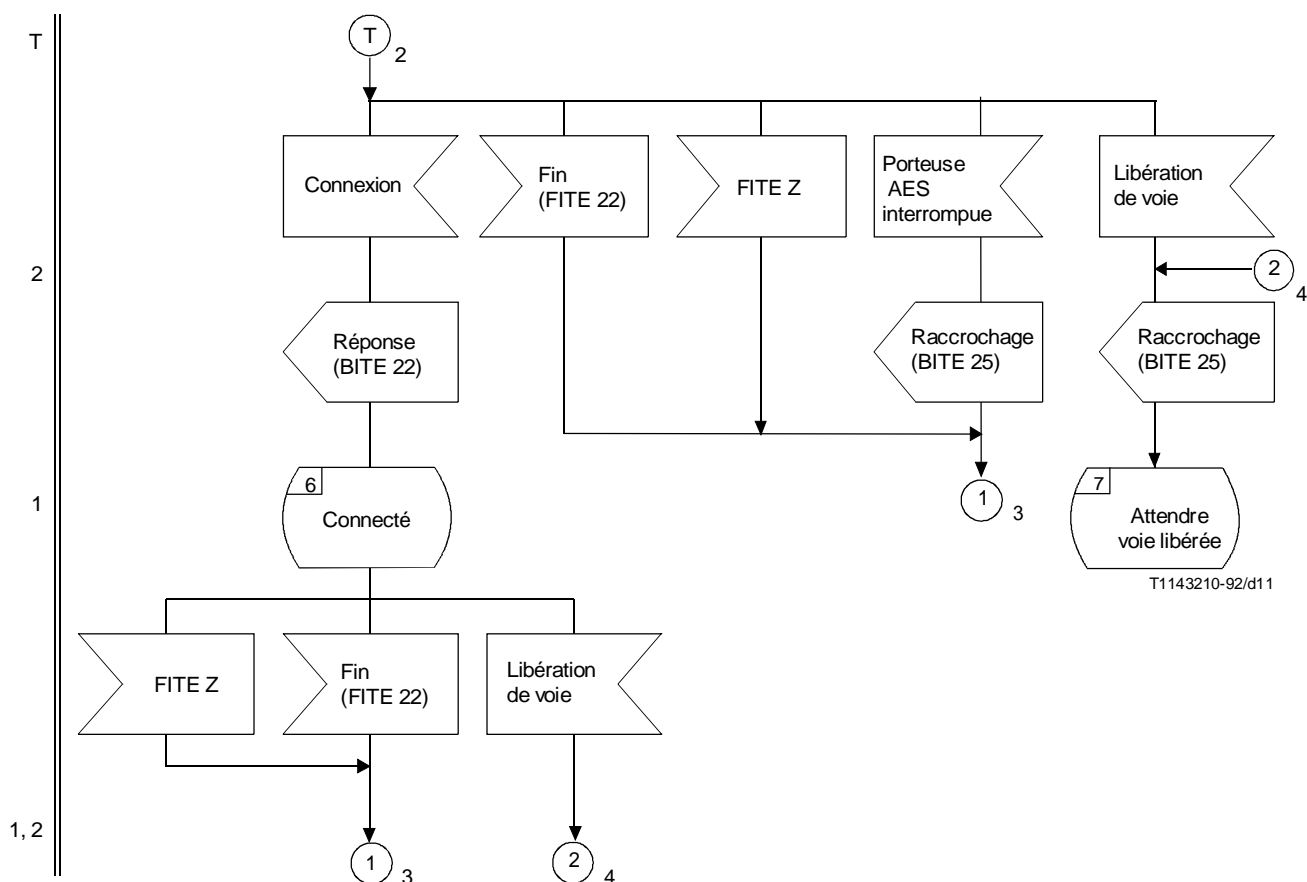 T
T
2
Connexion
Fin
(FITE 22)
FITE Z
Porteuse
AES
interrompue
Libération
de voie
2
2
4
Réponse
(BITE 22)
Raccrochage
(BITE 25)
Raccrochage
(BITE 25)
1
6
Connecté
1
3
7
Attendre
voie libérée
T1143210-92/d11
FITE Z
Fin
(FITE 22)
Libération
de voie
1, 2
1
3
2
4